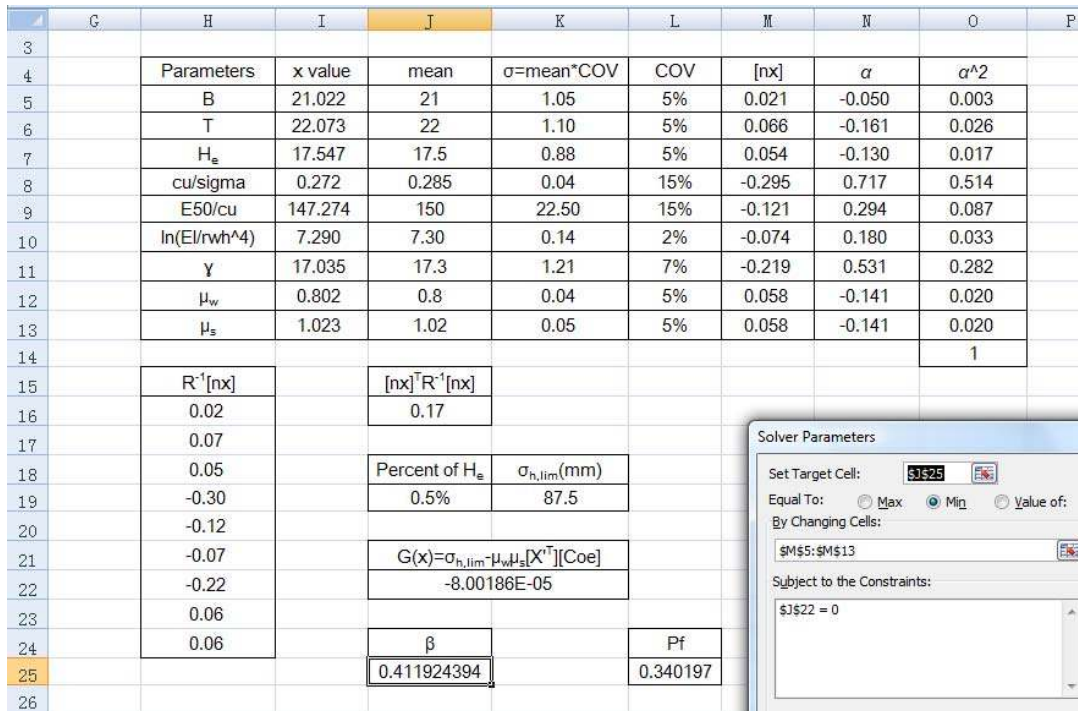 G H I J K L M N O P
3
4 Parameters x value mean σ=mean*COV COV [nx] α α^2
5 B 21.022 21 1.05 5% 0.021 -0.050 0.003
6 T 22.073 22 1.10 5% 0.066 -0.161 0.026
7 Hₑ 17.547 17.5 0.88 5% 0.054 -0.130 0.017
8 cu/sigma 0.272 0.285 0.04 15% -0.295 0.717 0.514
9 E50/cu 147.274 150 22.50 15% -0.121 0.294 0.087
10 ln(EI/rwh^4) 7.290 7.30 0.14 2% -0.074 0.180 0.033
11 γ 17.035 17.3 1.21 7% -0.219 0.531 0.282
12 μw 0.802 0.8 0.04 5% 0.058 -0.141 0.020
13 μs 1.023 1.02 0.05 5% 0.058 -0.141 0.020
14 1
15 R⁻¹[nx] [nx]ᵀR⁻¹[nx]
16 0.02 0.17
17 0.07
18 0.05 Percent of Hₑ σh,lim(mm)
19 -0.30 0.5% 87.5
20 -0.12
21 -0.07 G(x)=σh,lim-μwμs[X'ᵀ][Coe]
22 -0.22 -8.00186E-05
23 0.06
24 0.06 β Pf
25 0.411924394 0.340197
26
Solver Parameters
Set Target Cell: $J$25
Equal To: Max Min Value of:
By Changing Cells:
$M$5:$M$13
Subject to the Constraints:
$J$22 = 0